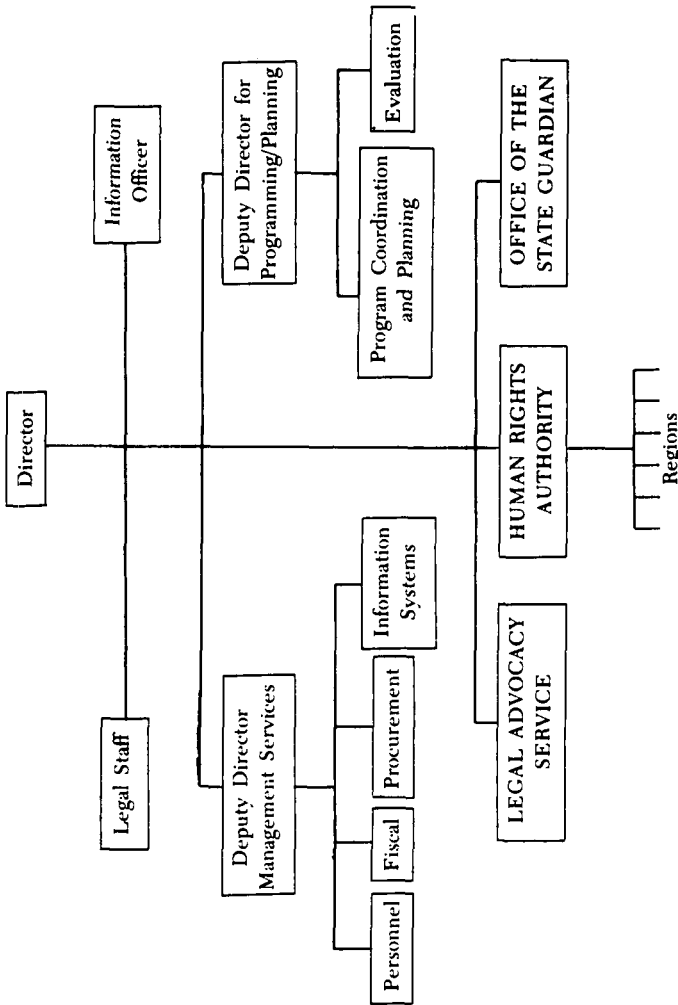 Director
Legal Staff
Information
Officer
Deputy Director
Management Services
Deputy Director for
Programming/Planning
Personnel
Fiscal
Procurement
Information
Systems
Program Coordination
and Planning
Evaluation
LEGAL ADVOCACY
SERVICE
HUMAN RIGHTS
AUTHORITY
OFFICE OF THE
STATE GUARDIAN
Regions